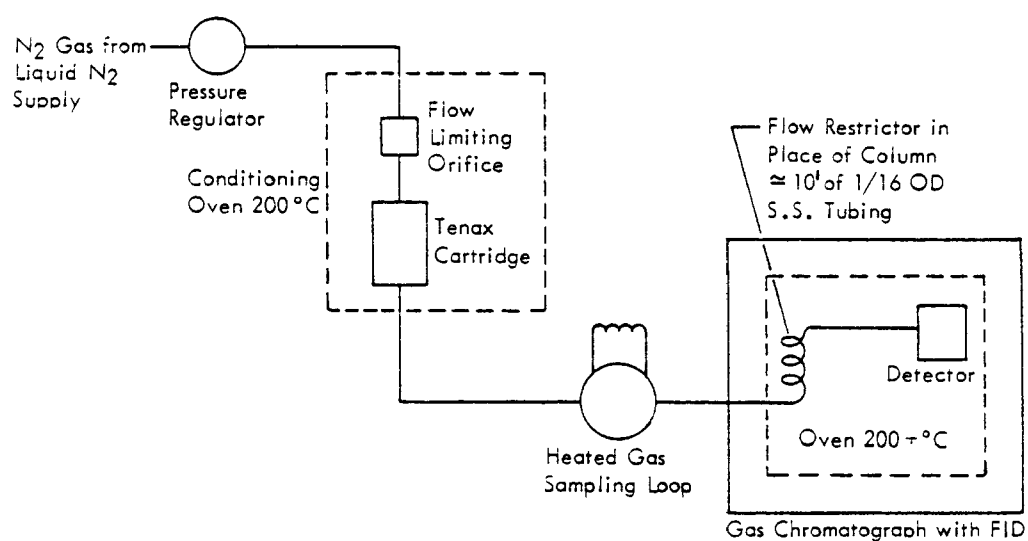 N2 Gas from
Liquid N2
Supply
Pressure
Regulator
Flow
Limiting
Orifice
Conditioning
Oven 200°C
Tenax
Cartridge
Flow Restrictor in
Place of Column
≃ 10' of 1/16 OD
S.S. Tubing
Detector
Oven 200+°C
Heated Gas
Sampling Loop
Gas Chromatograph with FID